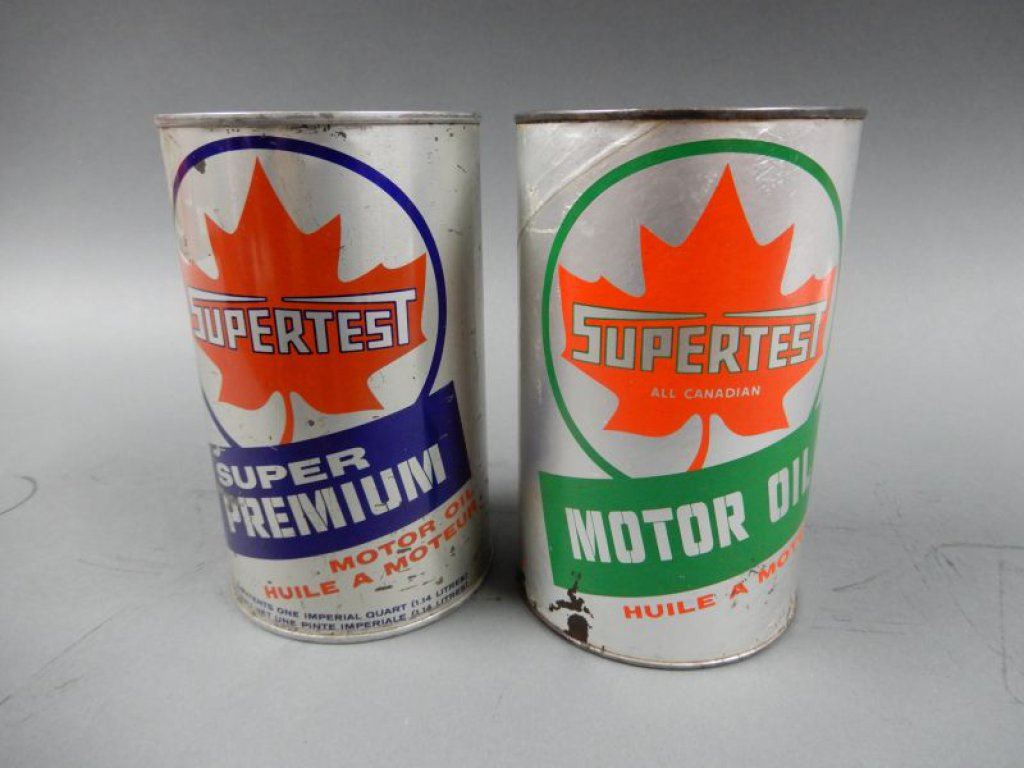 SUPERTEST
SUPER
PREMIUM
MOTOR OIL
HUILE A MOTEUR
ONE IMPERIAL QUART (1.14 LITRES)
UNE PINTE IMPERIALE (1.14 LITRES)
SUPERTEST
ALL CANADIAN
MOTOR OIL
HUILE A